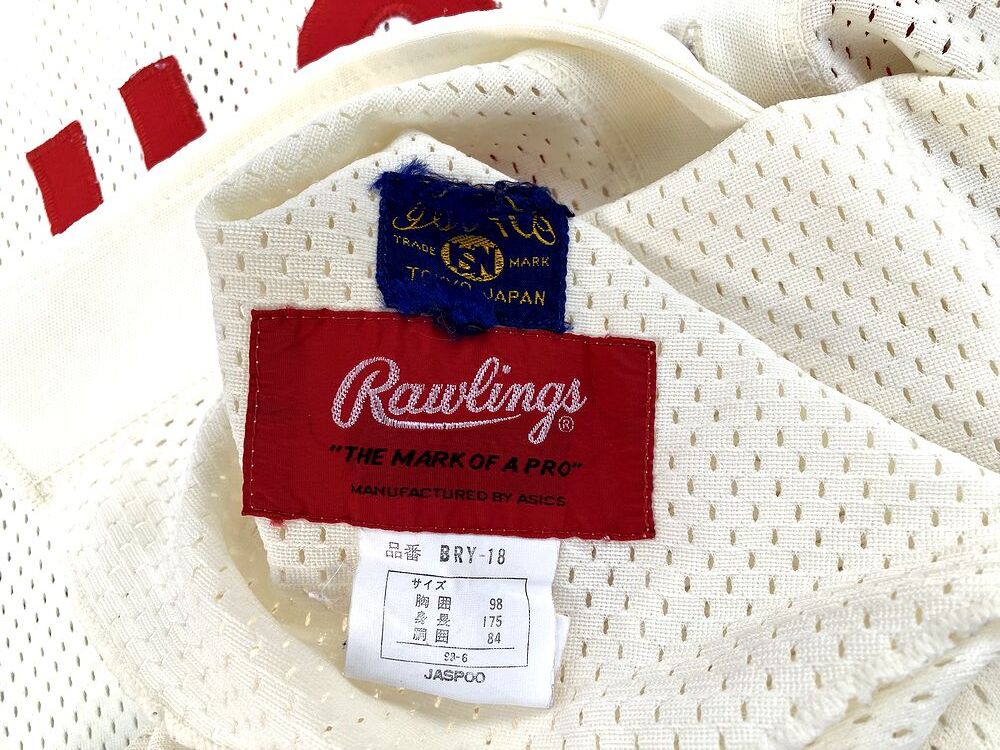 TRADE SN MARK
TOKYO JAPAN
Rawlings®
"THE MARK OF A PRO"
MANUFACTURED BY ASICS
品番 BRY-18
サイズ
胸囲 98
身長 175
胴囲 84
93-6
JASPOO